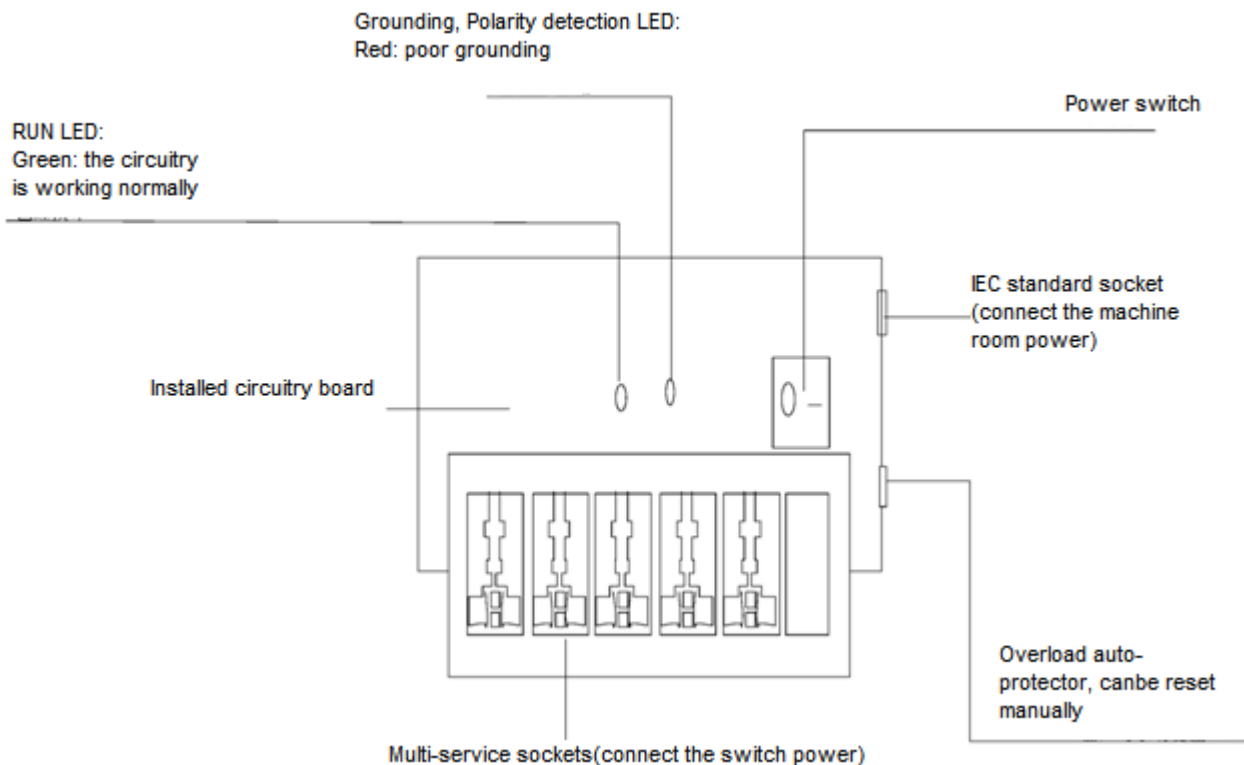 Grounding, Polarity detection LED:
Red: poor grounding
Power switch
RUN LED:
Green: the circuitry
is working normally
IEC standard socket
(connect the machine
room power)
Installed circuitry board
Overload auto-
protector, canbe reset
manually
Multi-service sockets(connect the switch power)